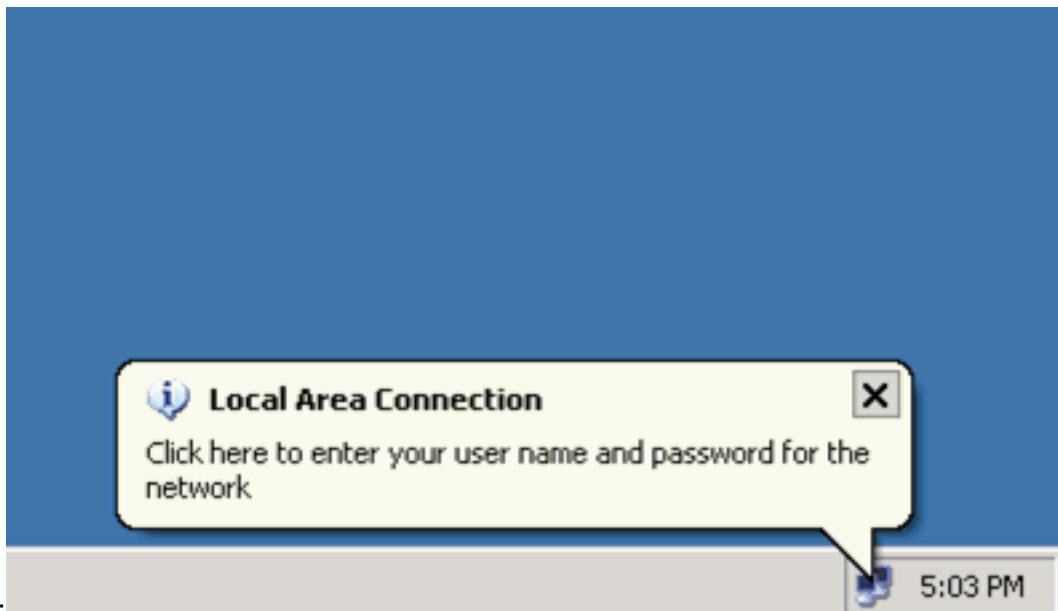 Local Area Connection
Click here to enter your user name and password for the
network
5:03 PM
.